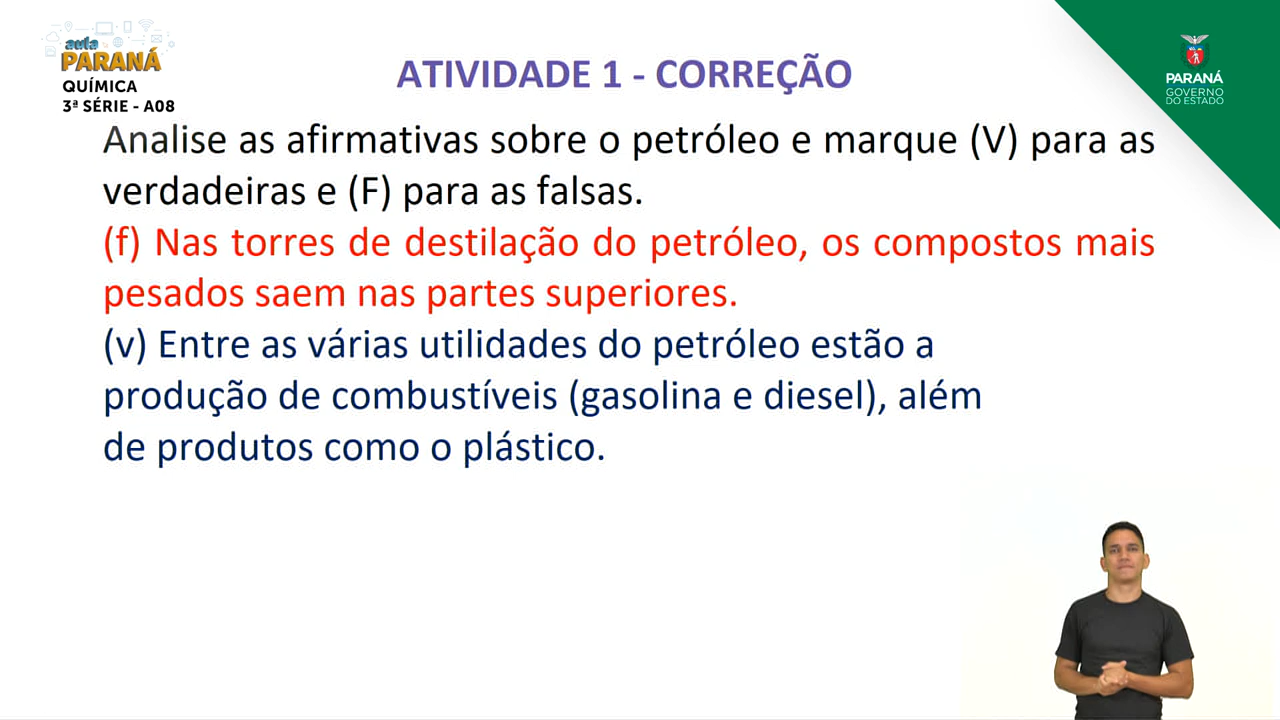 aula
PARANÁ
QUÍMICA
3ª SÉRIE - A08
ATIVIDADE 1 - CORREÇÃO
PARANÁ
GOVERNO
DO ESTADO
Analise as afirmativas sobre o petróleo e marque (V) para as
verdadeiras e (F) para as falsas.
(f) Nas torres de destilação do petróleo, os compostos mais
pesados saem nas partes superiores.
(v) Entre as várias utilidades do petróleo estão a
produção de combustíveis (gasolina e diesel), além
de produtos como o plástico.